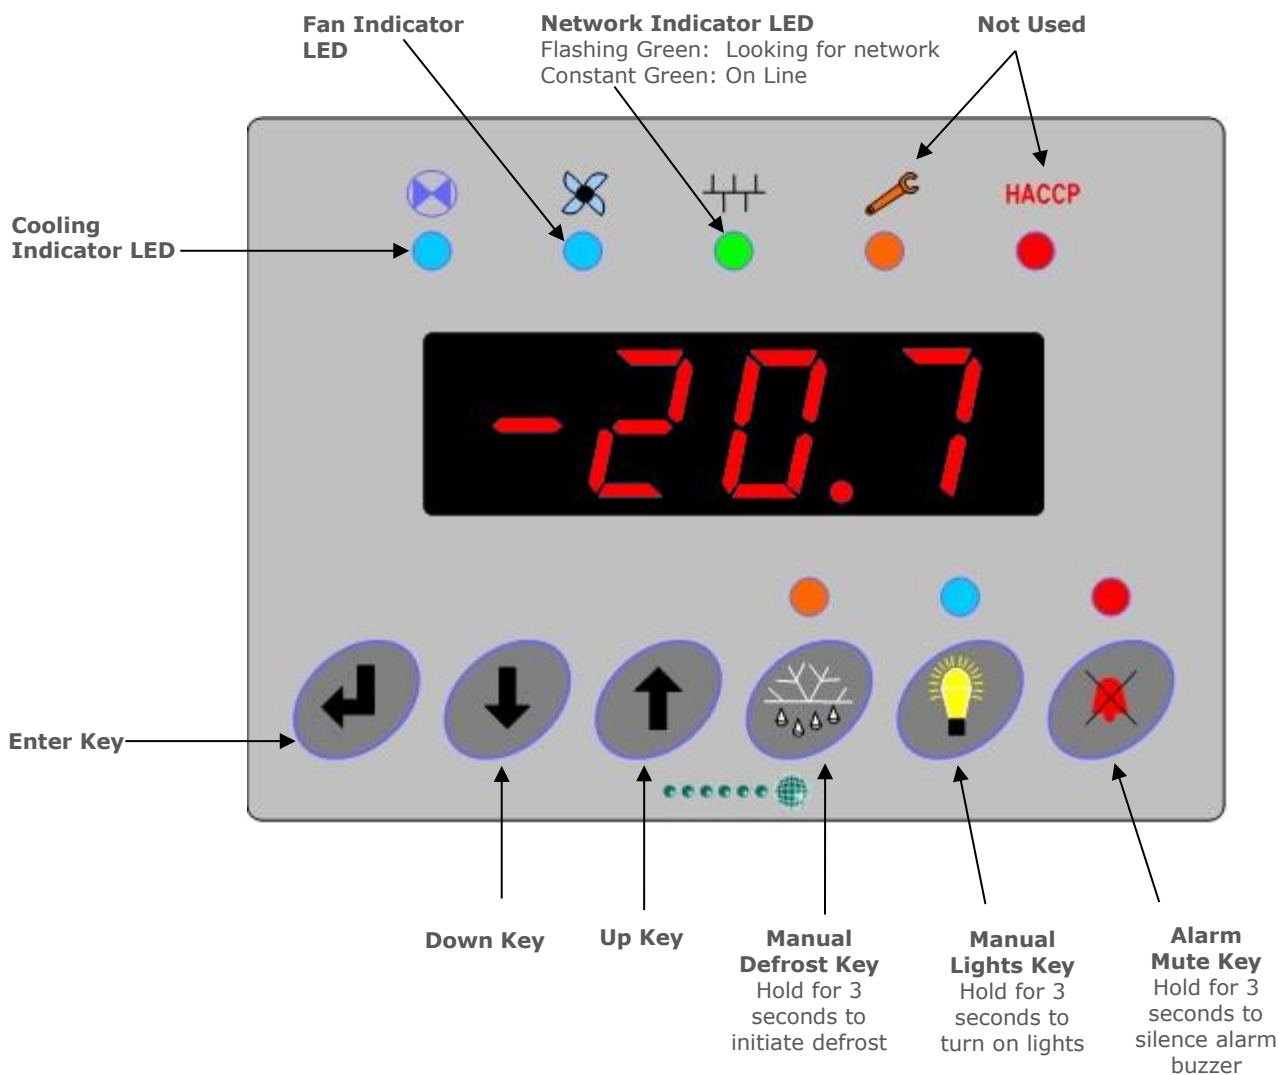 Fan Indicator
LED
Network Indicator LED
Flashing Green: Looking for network
Constant Green: On Line
Not Used
HACCP
Cooling
Indicator LED
-20.7
Enter Key
Down Key
Up Key
Manual
Defrost Key
Hold for 3
seconds to
initiate defrost
Manual
Lights Key
Hold for 3
seconds to
turn on lights
Alarm
Mute Key
Hold for 3
seconds to
silence alarm
buzzer